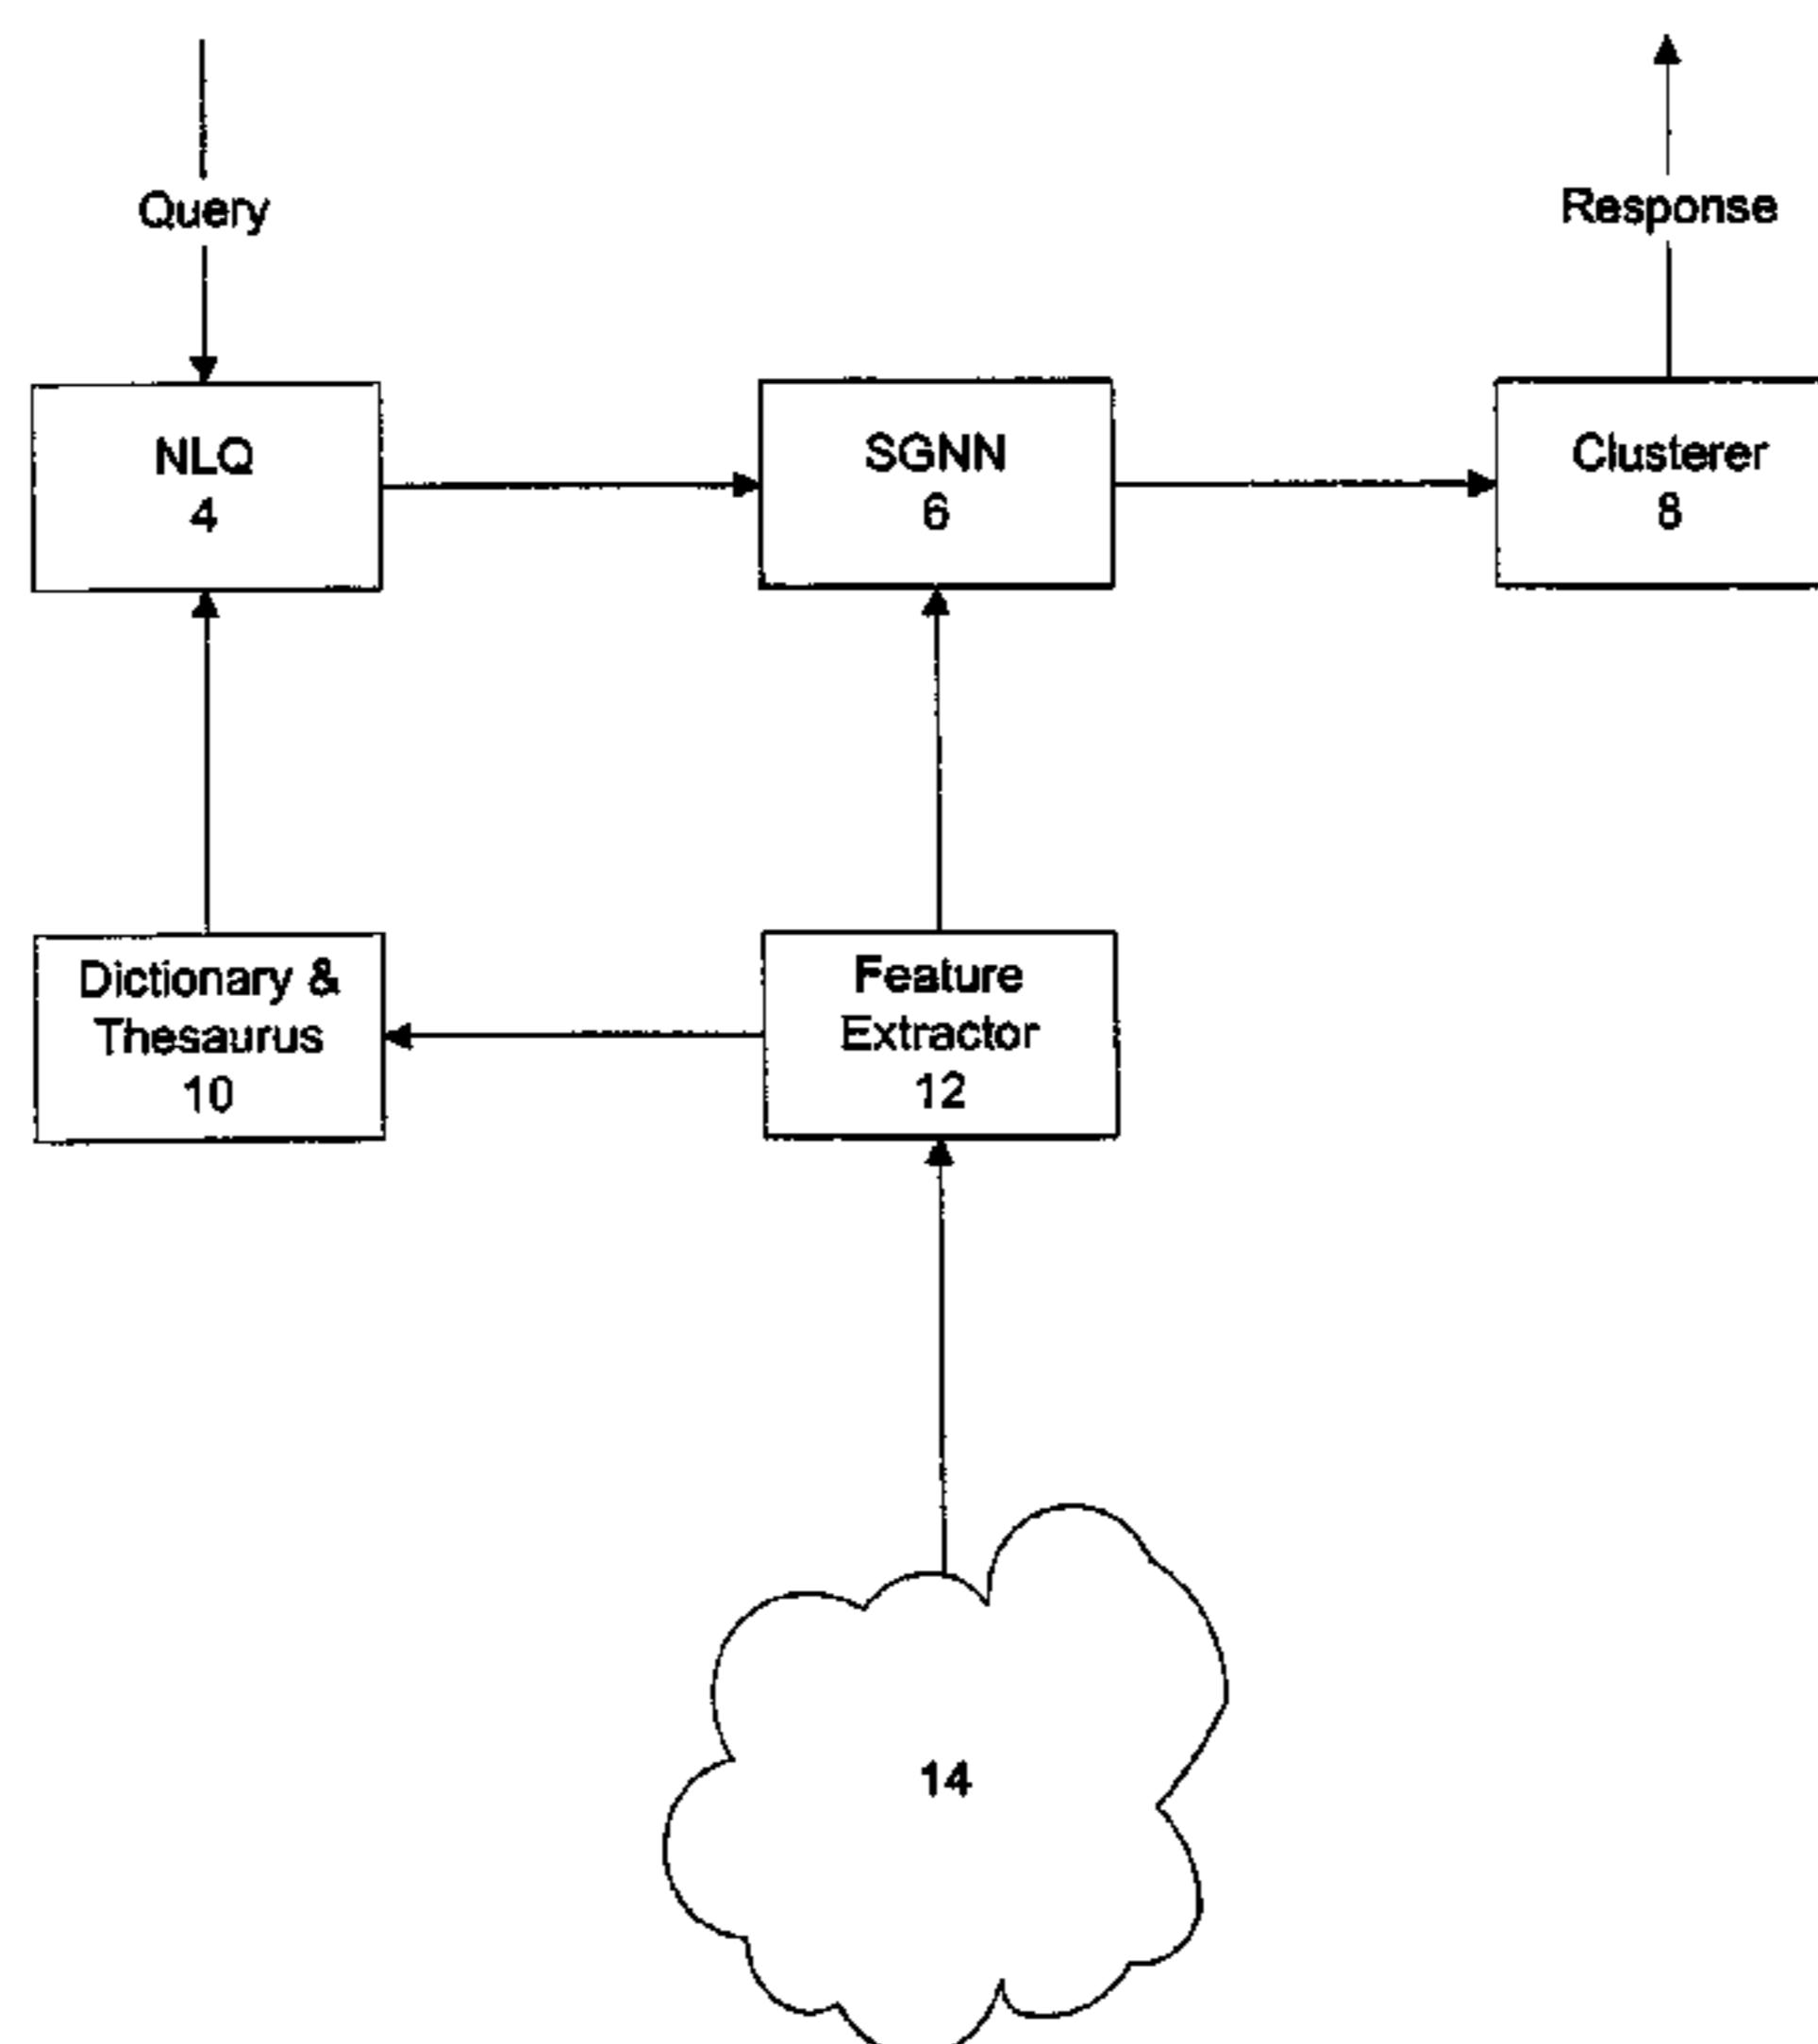 Query
Response
NLQ
4
SGNN
6
Clusterer
8
Dictionary &
Thesaurus
10
Feature
Extractor
12
14